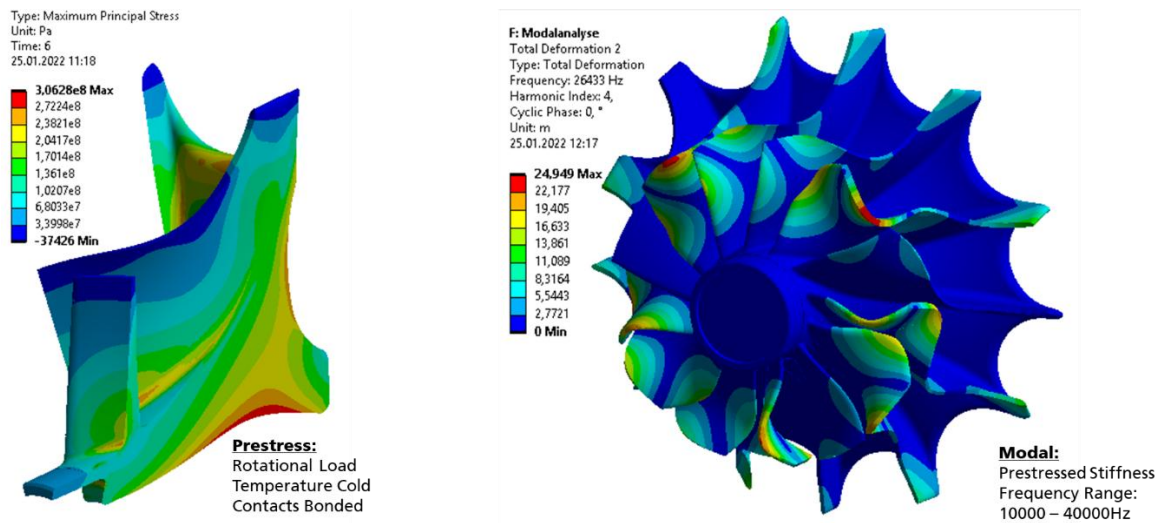 Type: Maximum Principal Stress
Unit: Pa
Time: 6
25.01.2022 11:18
3,0628e8 Max
2,7224e8
2,3821e8
2,0417e8
1,7014e8
1,361e8
1,0207e8
6,8033e7
3,3998e7
-37426 Min
Prestress:
Rotational Load
Temperature Cold
Contacts Bonded
F: Modalanalyse
Total Deformation 2
Type: Total Deformation
Frequency: 26433 Hz
Harmonic Index: 4,
Cyclic Phase: 0, °
Unit: m
25.01.2022 12:17
24,949 Max
22,177
19,405
16,633
13,861
11,089
8,3164
5,5443
2,7721
0 Min
Modal:
Prestressed Stiffness
Frequency Range:
10000 – 40000Hz